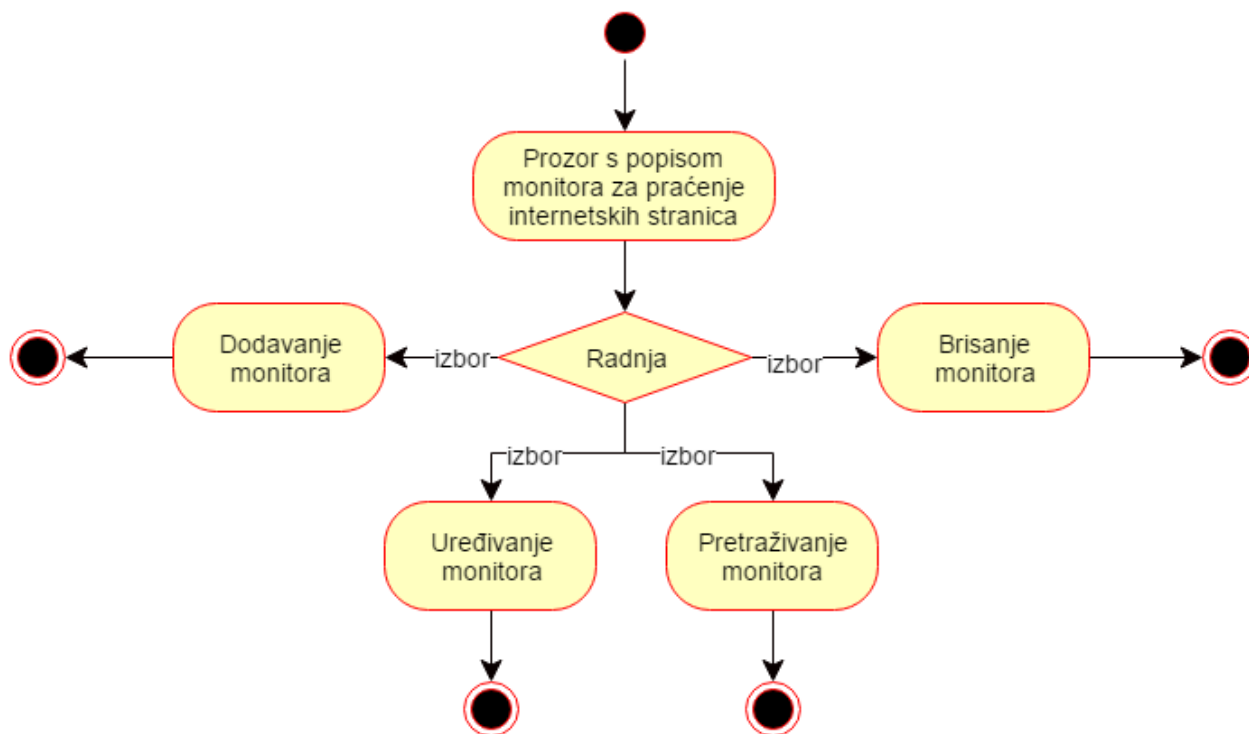 Prozor s popisom
monitora za praćenje
internetskih stranica
Dodavanje
monitora
izbor
Radnja
izbor
Brisanje
monitora
izbor
izbor
Uređivanje
monitora
Pretraživanje
monitora